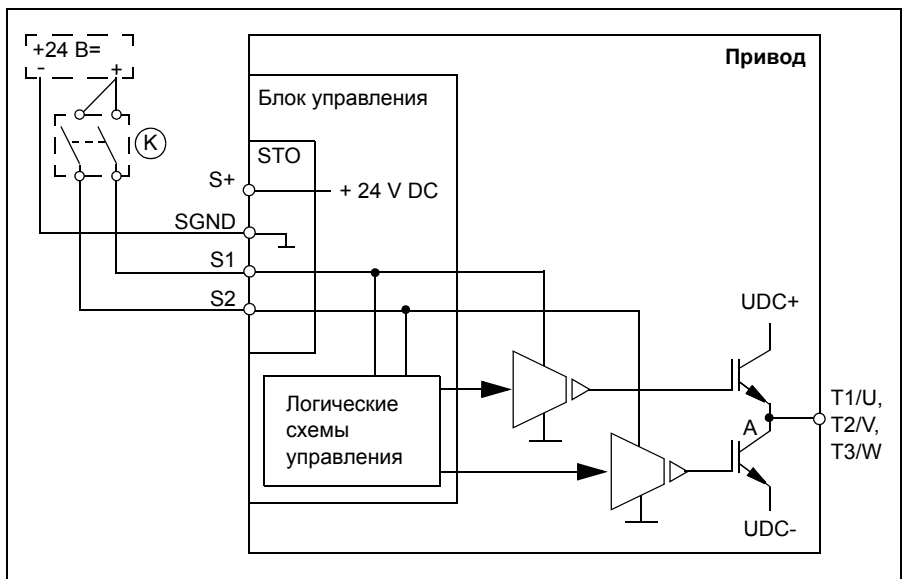 +24 В=
- +
K
Привод
Блок управления
STO
S+
+ 24 V DC
SGND
S1
S2
UDC+
Логические
схемы
управления
A
T1/U,
T2/V,
T3/W
UDC-